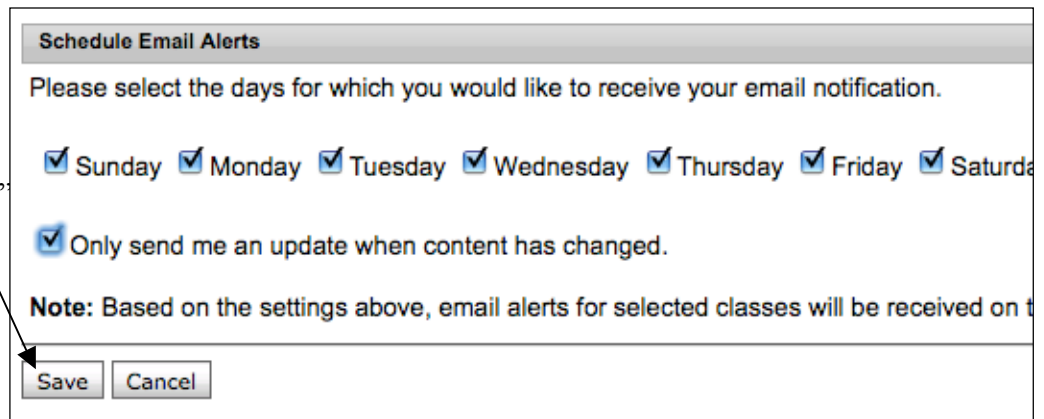 Schedule Email Alerts
Please select the days for which you would like to receive your email notification.
Sunday Monday Tuesday Wednesday Thursday Friday Saturda
”
Only send me an update when content has changed.
Note: Based on the settings above, email alerts for selected classes will be received on t
Save Cancel